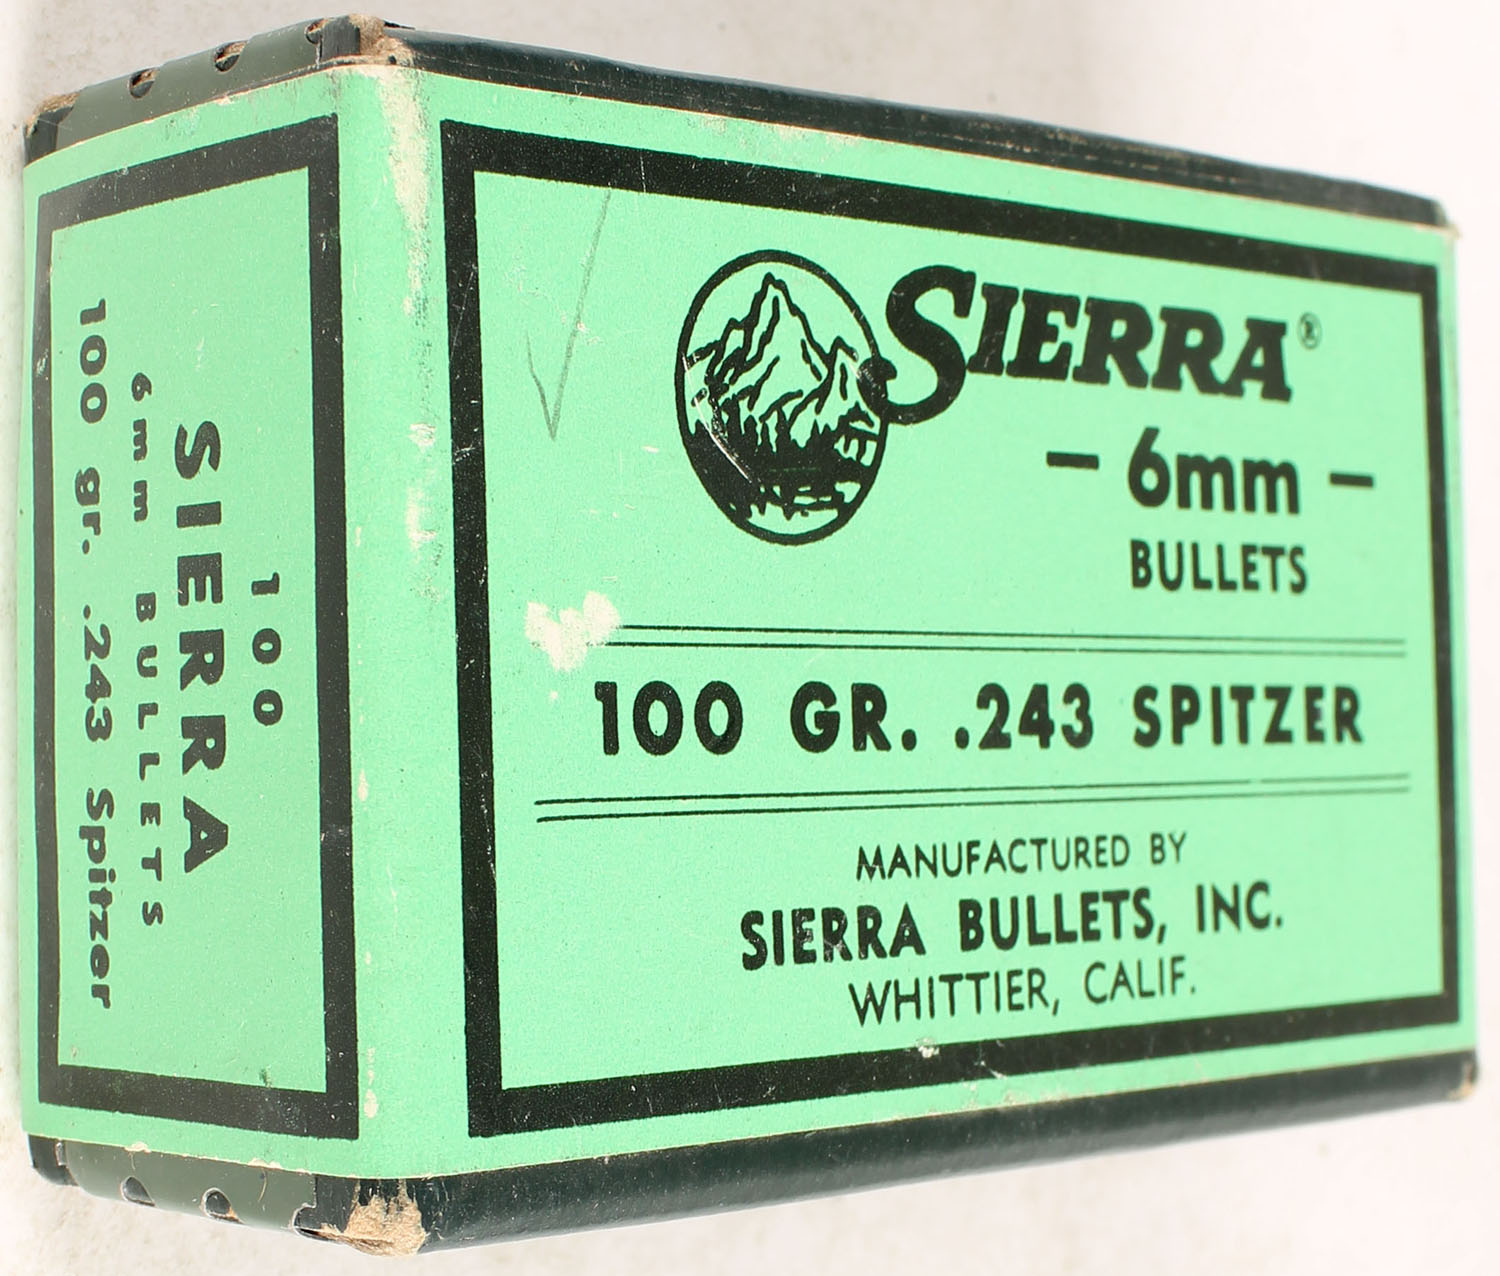 SIERRA®
- 6mm -
BULLETS
100 GR. .243 SPITZER
MANUFACTURED BY
SIERRA BULLETS, INC.
WHITTIER, CALIF.
100
SIERRA
6mm BULLETS
100 gr. .243 Spitzer